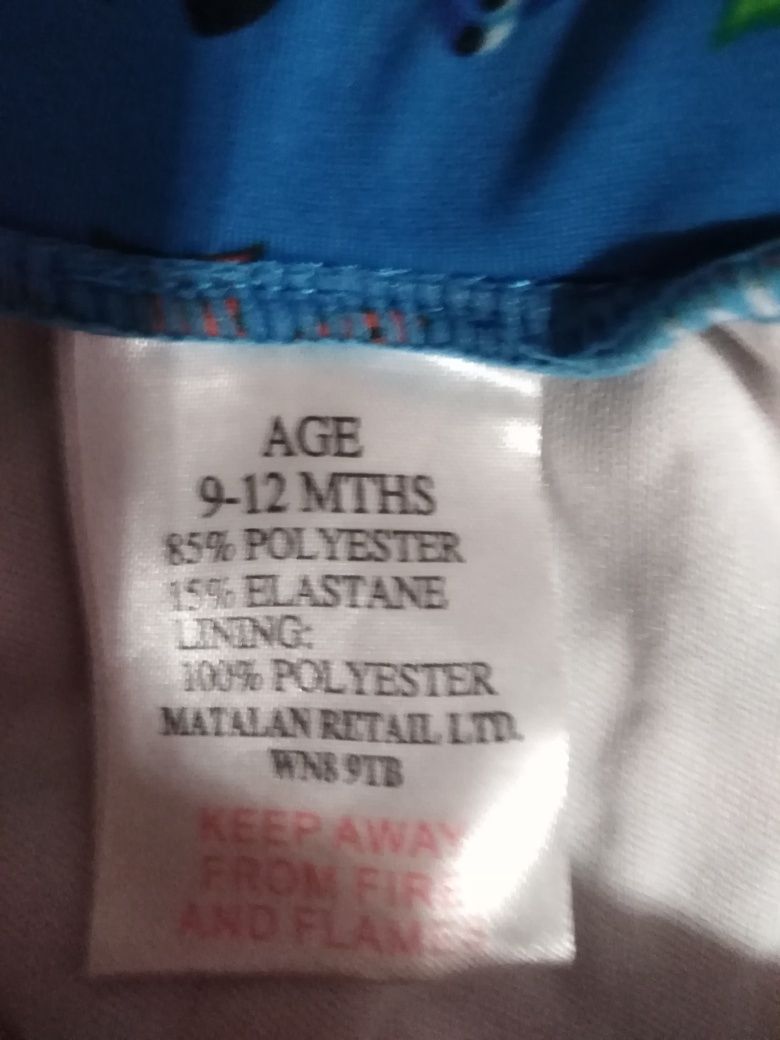 AGE
9-12 MTHS
85% POLYESTER
15% ELASTANE
LINING:
100% POLYESTER
MATALAN RETAIL LTD.
WN8 9TB
KEEP AWAY
FROM FIRE
AND FLAMES